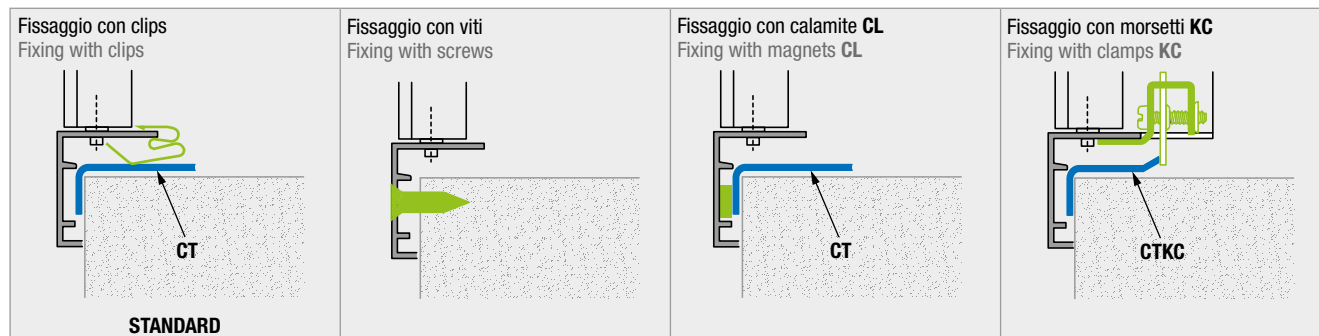 Fissaggio con clips
Fixing with clips
CT
STANDARD
Fissaggio con viti
Fixing with screws
Fissaggio con calamite CL
Fixing with magnets CL
CT
Fissaggio con morsetti KC
Fixing with clamps KC
CTKC